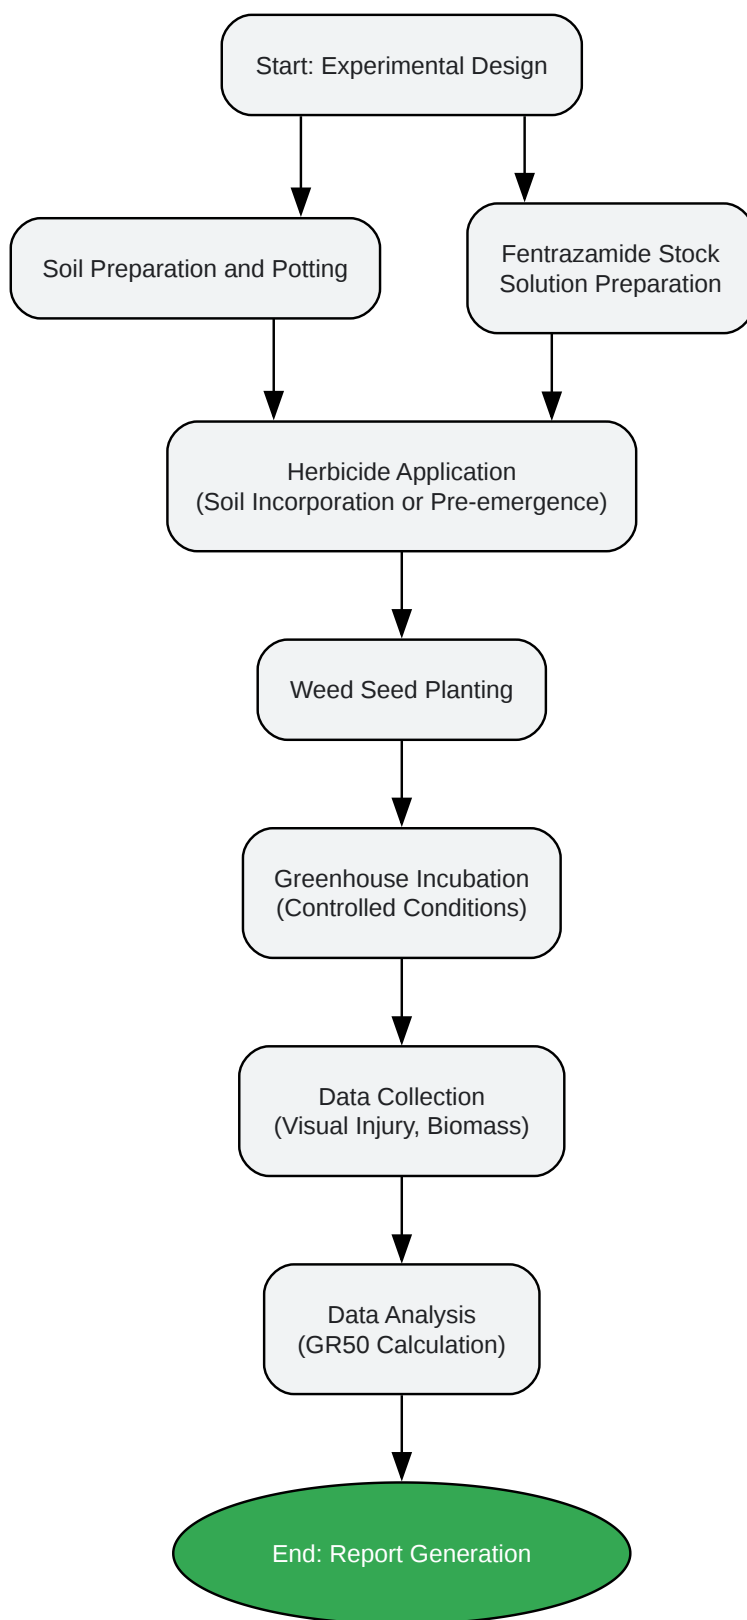 Start: Experimental Design
Soil Preparation and Potting
Fentrazamide Stock
Solution Preparation
Herbicide Application
(Soil Incorporation or Pre-emergence)
Weed Seed Planting
Greenhouse Incubation
(Controlled Conditions)
Data Collection
(Visual Injury, Biomass)
Data Analysis
(GR50 Calculation)
End: Report Generation